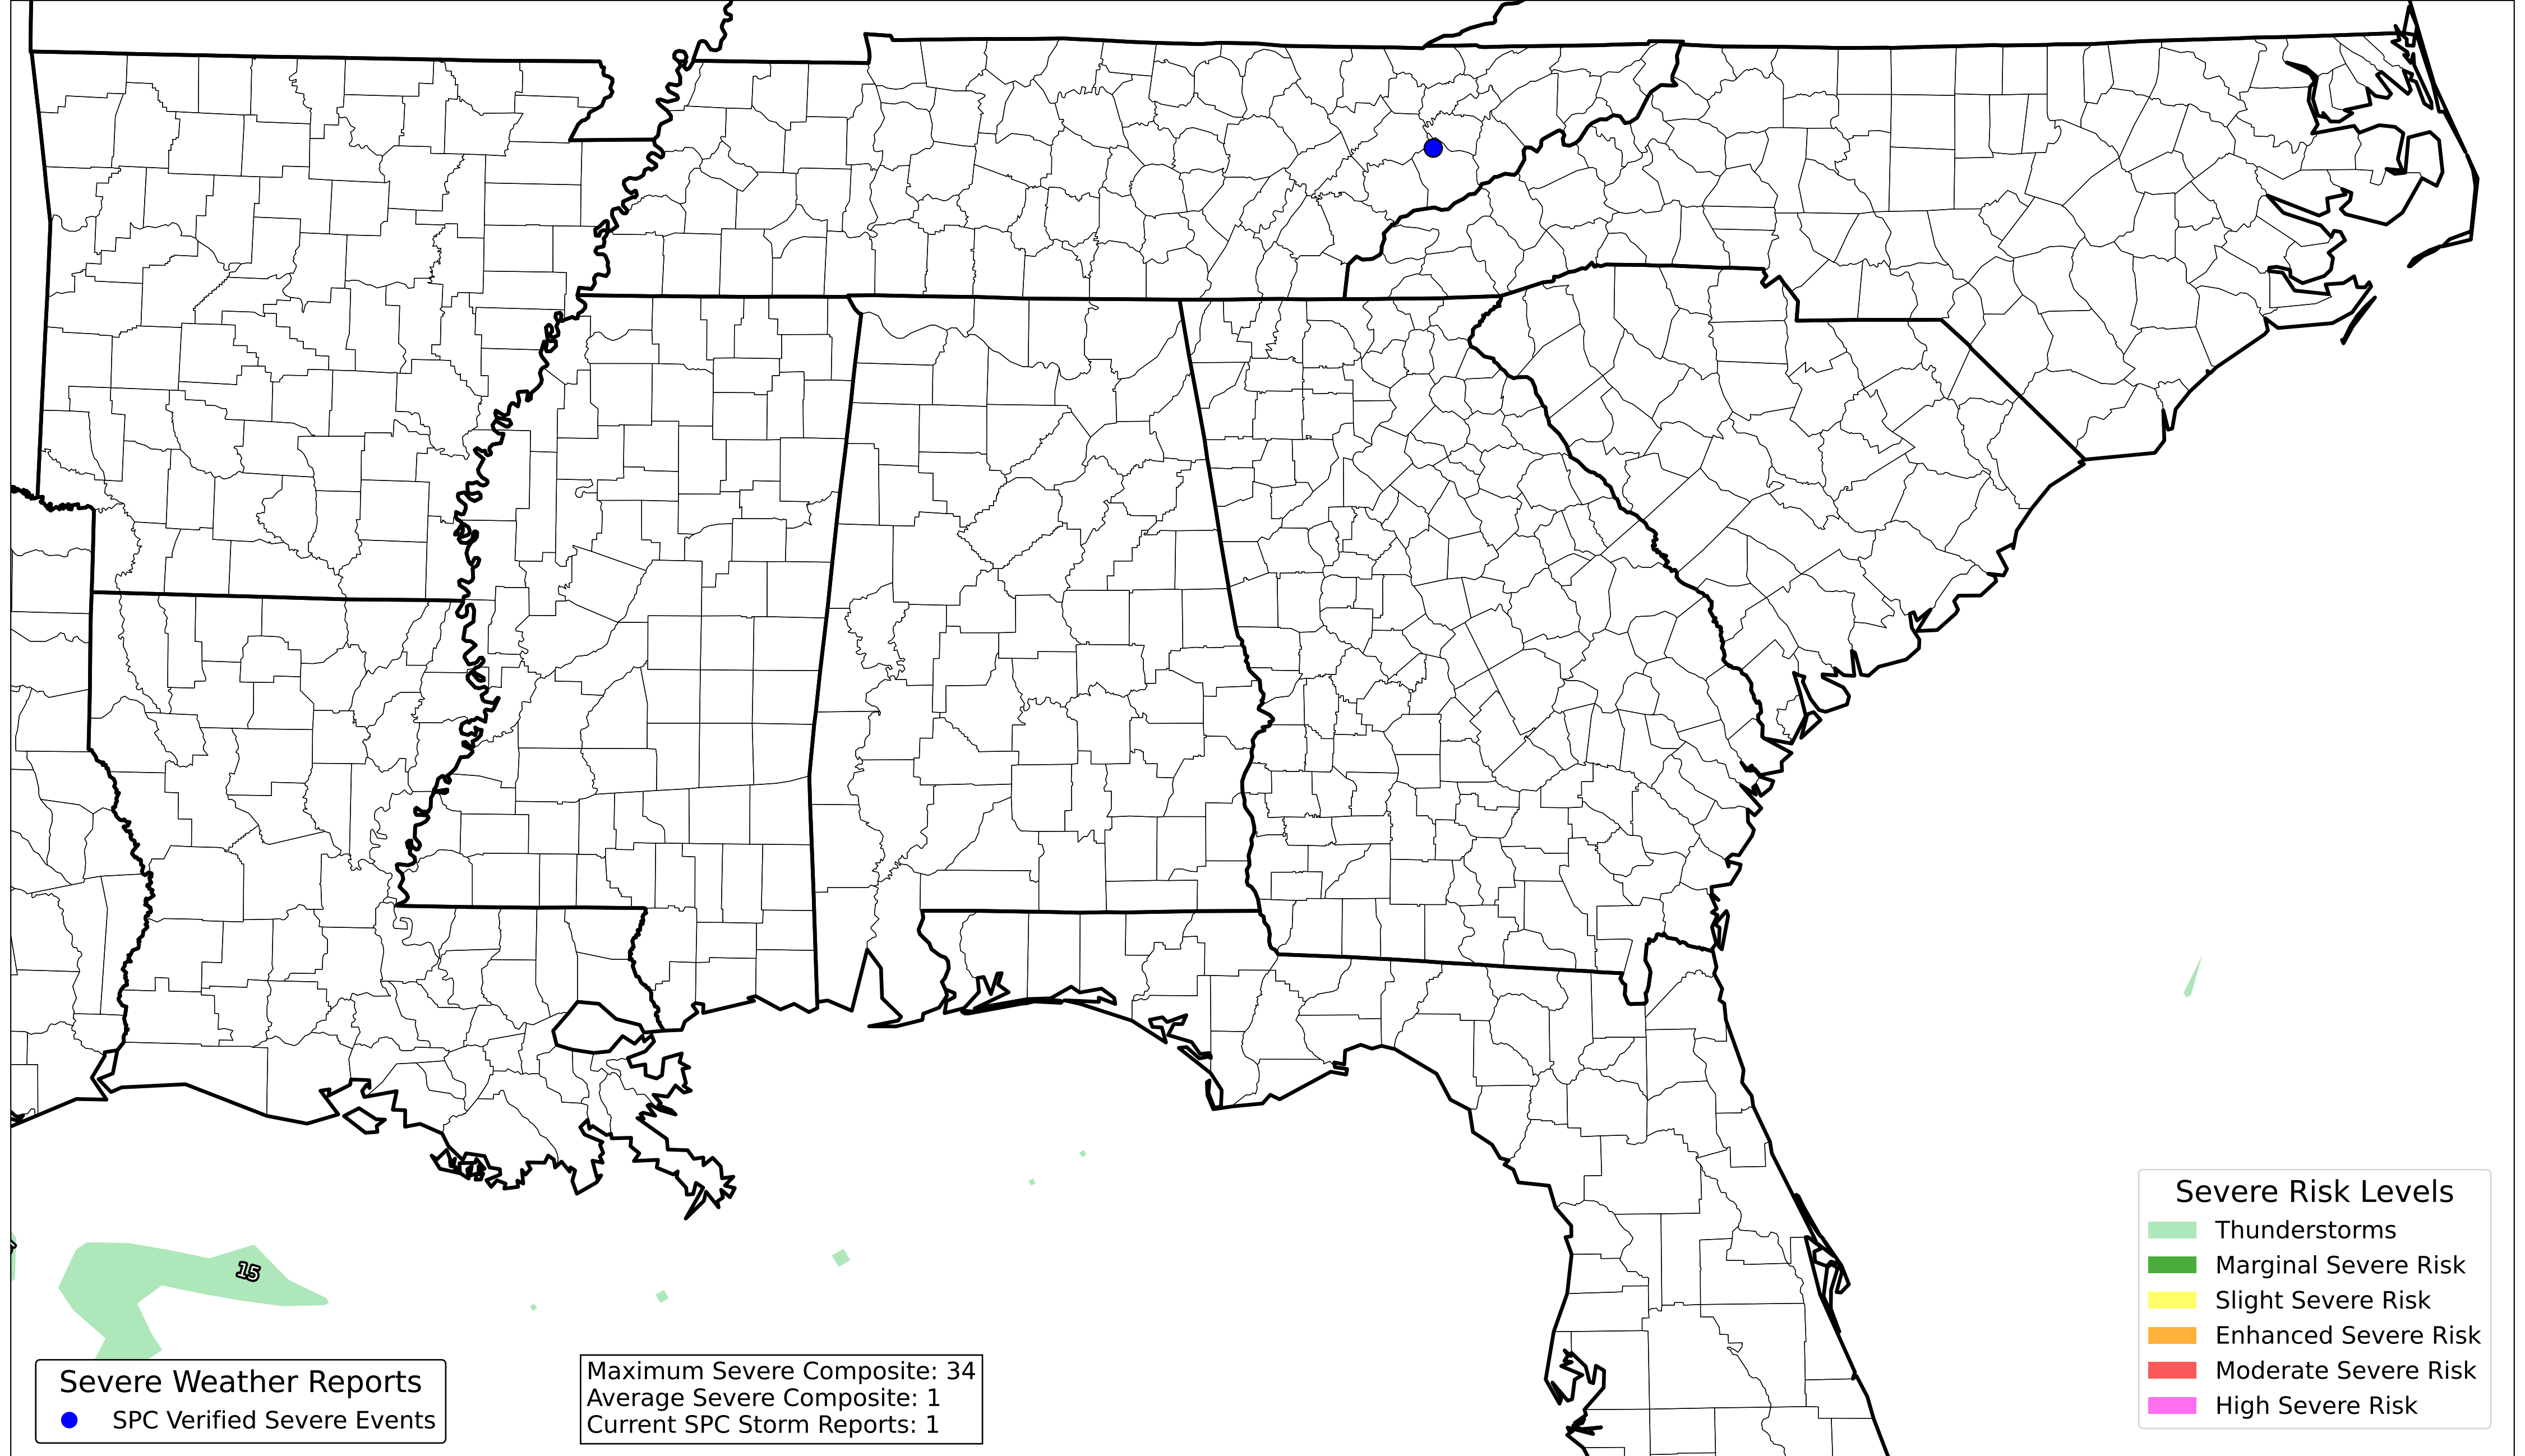 15
Severe Weather Reports
SPC Verified Severe Events
Maximum Severe Composite: 34
Average Severe Composite: 1
Current SPC Storm Reports: 1
Severe Risk Levels
Thunderstorms
Marginal Severe Risk
Slight Severe Risk
Enhanced Severe Risk
Moderate Severe Risk
High Severe Risk